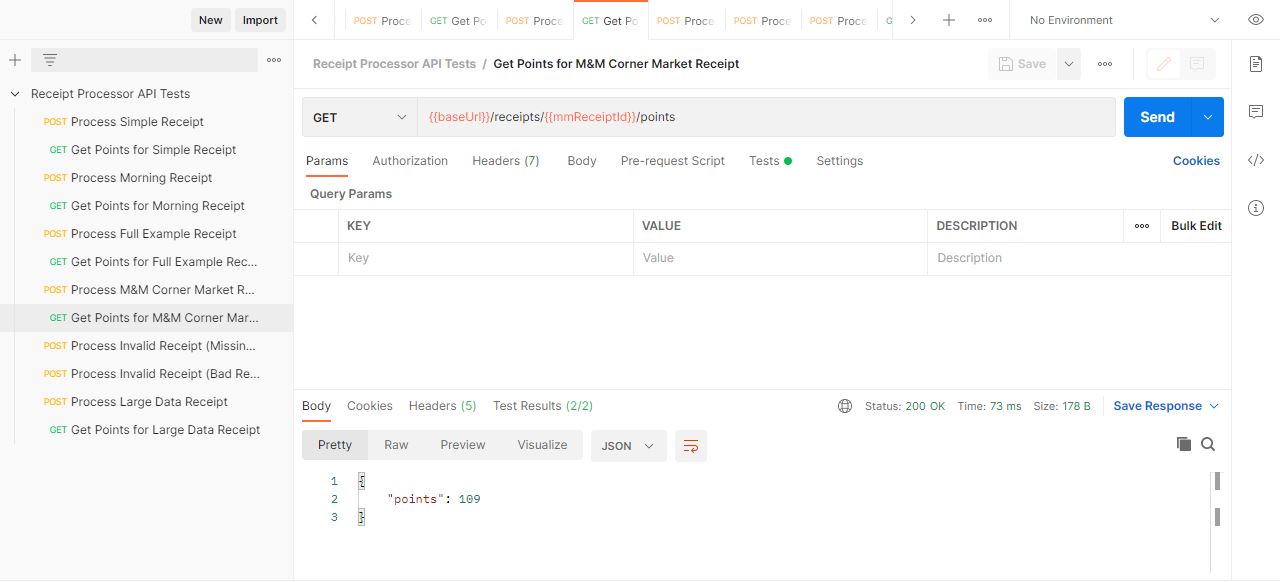 New Import
POST Proce GET Get Po POST Proce GET Get Po POST Proce POST Proce POST Proce G No Environment
Receipt Processor API Tests / Get Points for M&M Corner Market Receipt Save
Receipt Processor API Tests
POST Process Simple Receipt
GET Get Points for Simple Receipt
POST Process Morning Receipt
GET Get Points for Morning Receipt
POST Process Full Example Receipt
GET Get Points for Full Example Rec...
POST Process M&M Corner Market R...
GET Get Points for M&M Corner Mar...
POST Process Invalid Receipt (Missin...
POST Process Invalid Receipt (Bad Re...
POST Process Large Data Receipt
GET Get Points for Large Data Receipt
GET {{baseUrl}}/receipts/{{mmReceiptId}}/points Send
Params Authorization Headers (7) Body Pre-request Script Tests Settings Cookies
Query Params
KEY VALUE DESCRIPTION Bulk Edit
Key Value Description
Body Cookies Headers (5) Test Results (2/2) Status: 200 OK Time: 73 ms Size: 178 B Save Response
Pretty Raw Preview Visualize JSON
1 {
2 "points": 109
3 }